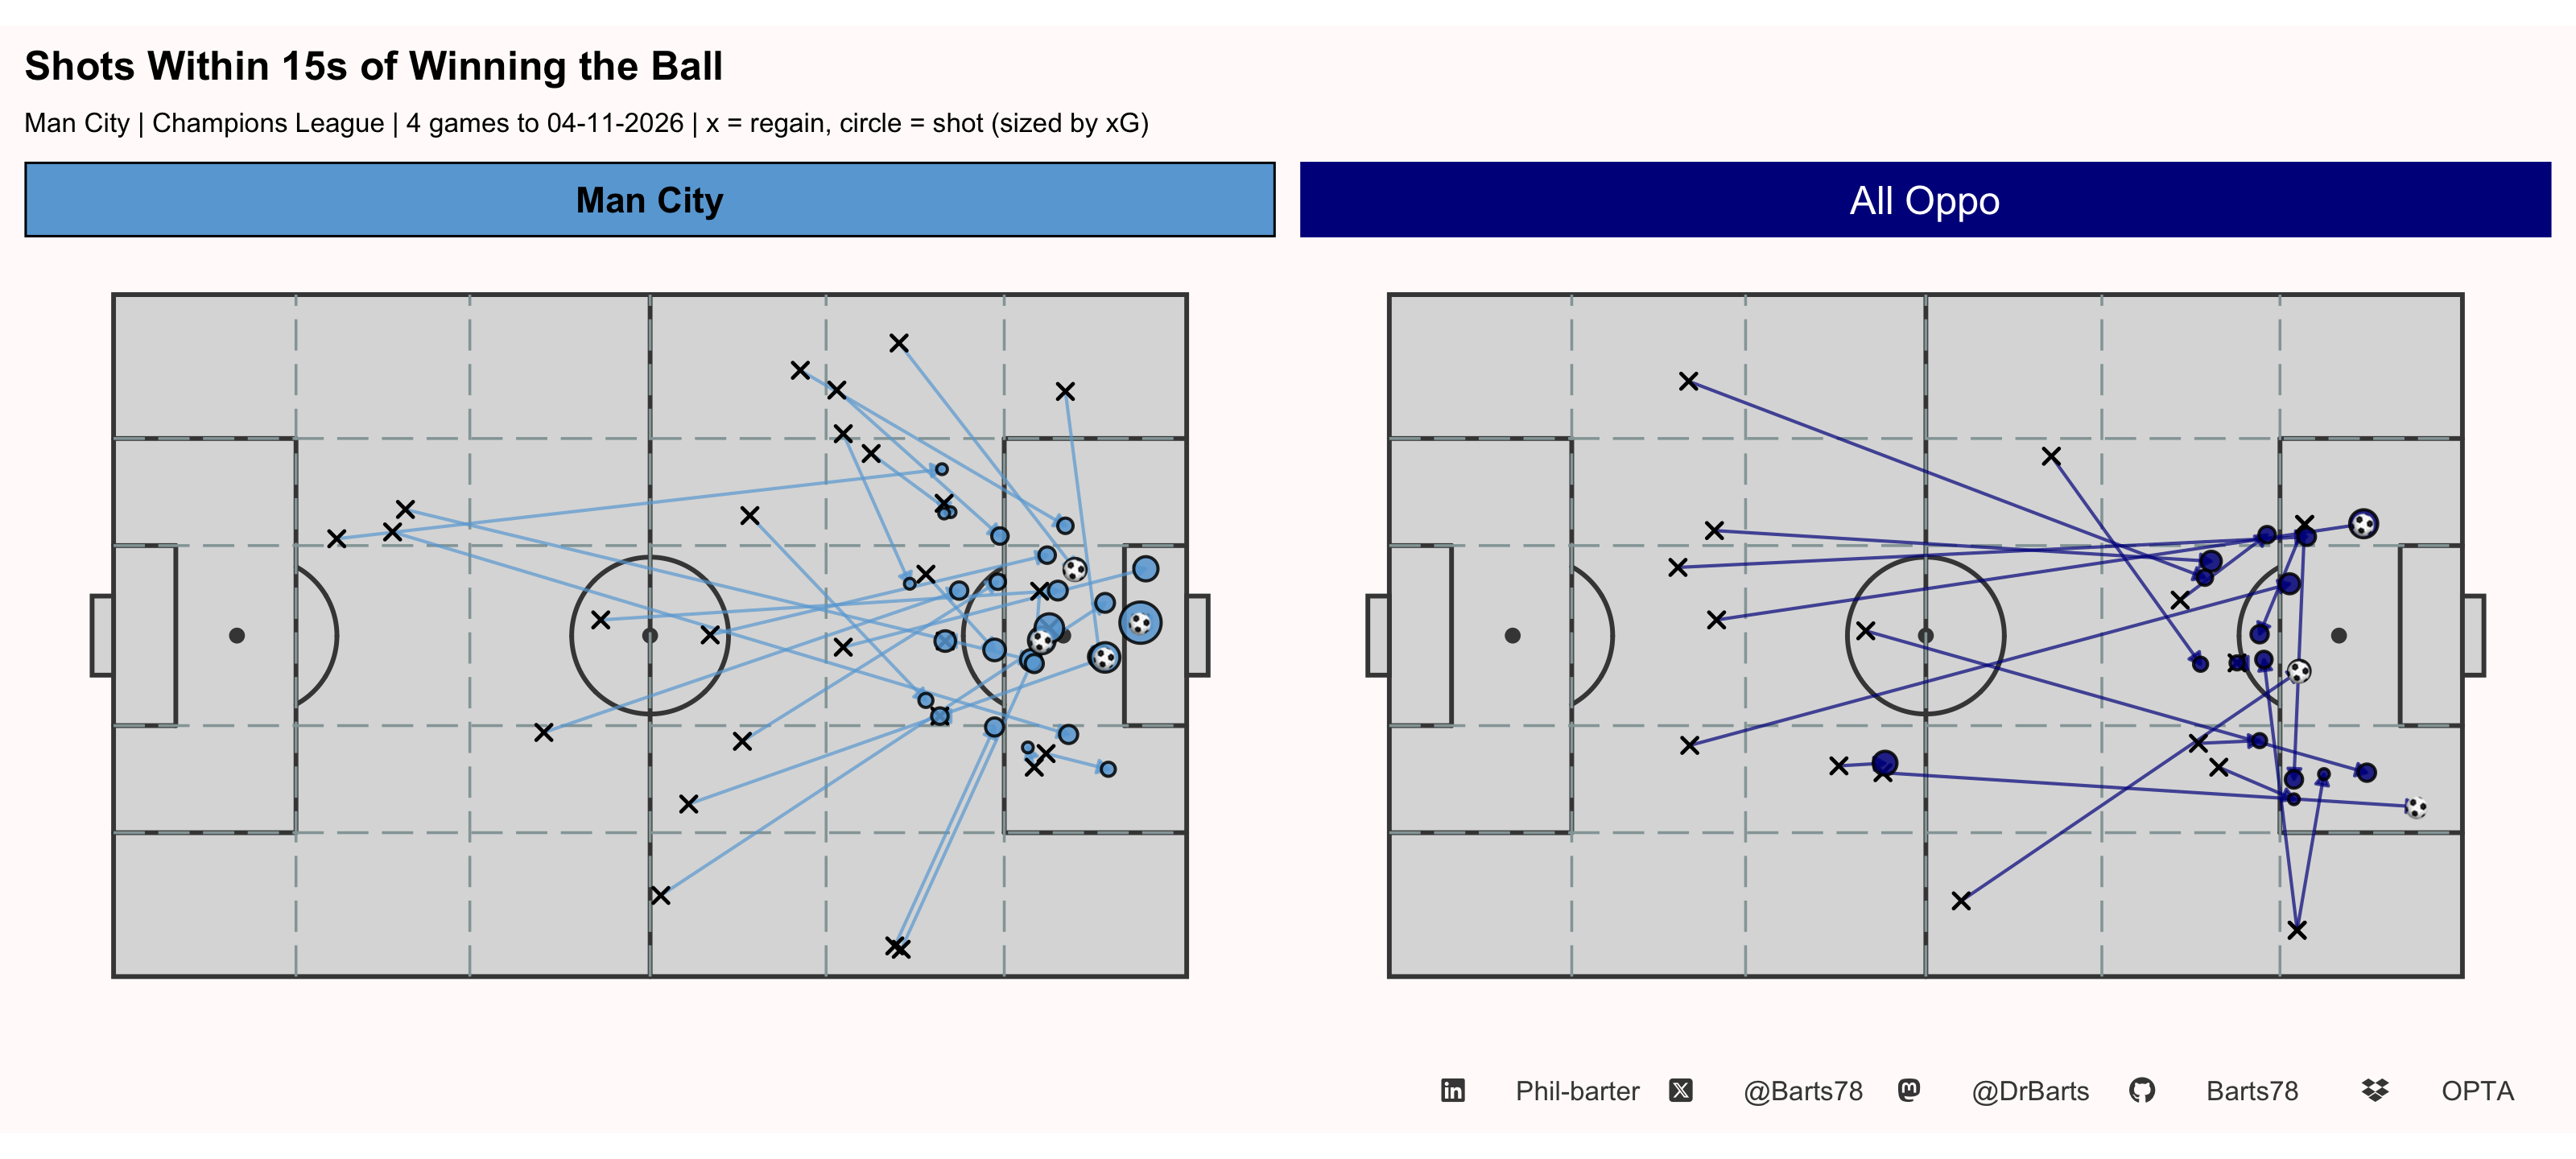 Shots Within 15s of Winning the Ball
Man City | Champions League | 4 games to 04-11-2026 | x = regain, circle = shot (sized by xG)
Man City
All Oppo
in Phil-barter X @Barts78 m @DrBarts Barts78 OPTA